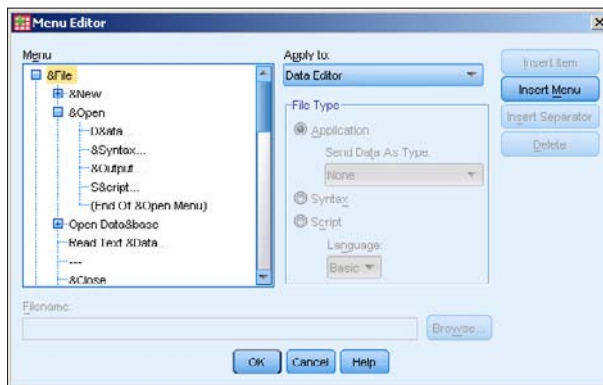 Menu Editor
Menu
&File
&New
&Open
D&ata...
&Syntax...
&Output...
S&cript...
(End Of &Open Menu)
Open Data&base
Read Text &Data...
---
&Close
Apply to:
Data Editor
File Type
Application
Send Data As Type:
None
Syntax
Script
Language:
Basic
Insert Item
Insert Menu
Insert Separator
Delete
Filename:
Browse...
OK
Cancel
Help